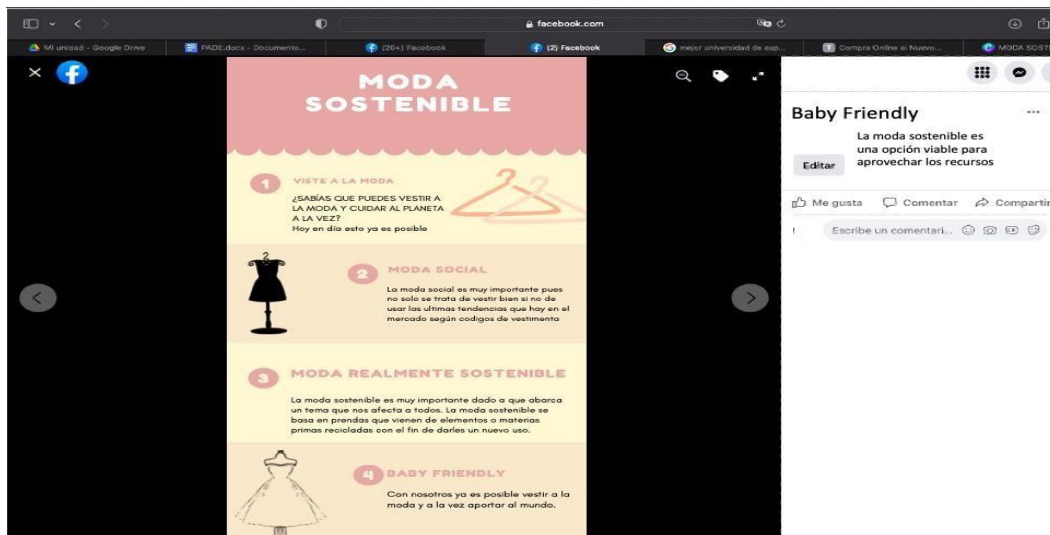 facebook.com
Mi unidad - Google Drive
PADE.docx - Documento...
(20+) Facebook
(2) Facebook
mejor universidad de esp...
Compra Online el Nuevo...
MODA SOST
MODA
SOSTENIBLE
1
VISTE A LA MODA
¿SABÍAS QUE PUEDES VESTIR A
LA MODA Y CUIDAR AL PLANETA
A LA VEZ?
Hoy en día esto ya es posible
2
MODA SOCIAL
La moda social es muy importante pues
no solo se trata de vestir bien si no de
usar las ultimas tendencias que hay en el
mercado según codigos de vestimenta
3
MODA REALMENTE SOSTENIBLE
La moda sostenible es muy importante dado a que abarca
un tema que nos afecta a todos. La moda sostenible se
basa en prendas que vienen de elementos o materias
primas recicladas con el fin de darles un nuevo uso.
4
BABY FRIENDLY
Con nosotros ya es posible vestir a la
moda y a la vez aportar al mundo.
Baby Friendly
La moda sostenible es
una opción viable para
aprovechar los recursos
Editar
Me gusta
Comentar
Compartir
Escribe un comentari...